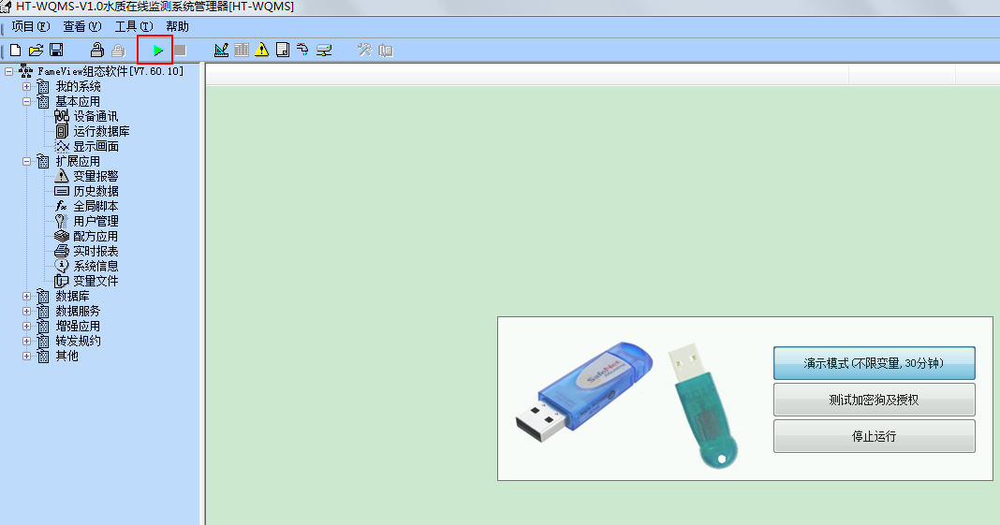 HT-WQMS-V1.0水质在线监测系统管理器[HT-WQMS]
项目(F) 查看(V) 工具(T) 帮助
FameView组态软件[V7.60.10]
我的系统
基本应用
设备通讯
运行数据库
显示画面
扩展应用
变量报警
历史数据
全局脚本
用户管理
配方应用
实时报表
系统信息
变量文件
数据库
数据服务
增强应用
转发规约
其他
SafeNet
演示模式(不限变量,30分钟)
测试加密狗及授权
停止运行